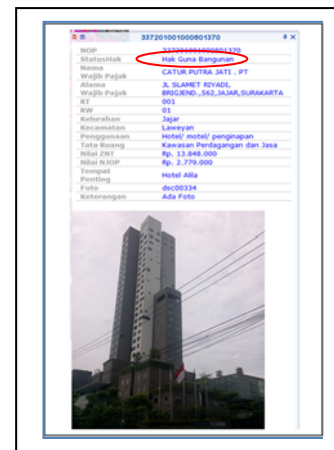 337201001000801370
NOP 337201001000801370
StatusHak Hak Guna Bangunan
Nama
Wajib Pajak CATUR PUTRA JATI . PT
Alama JL SLAMET RIYADI,
Wajib Pajak BRIGJEND.,562,JAJAR,SURAKARTA
RT 001
RW 01
Kelurahan Jajar
Kecamatan Laweyan
Penggunaan Hotel/ motel/ penginapan
Tata Ruang Kawasan Perdagangan dan Jasa
Nilai ZNT Rp. 13.848.000
Nilai NJOP Rp. 2.779.000
Tempat
Penting Hotel Alila
Foto dsc00334
Keterangan Ada Foto